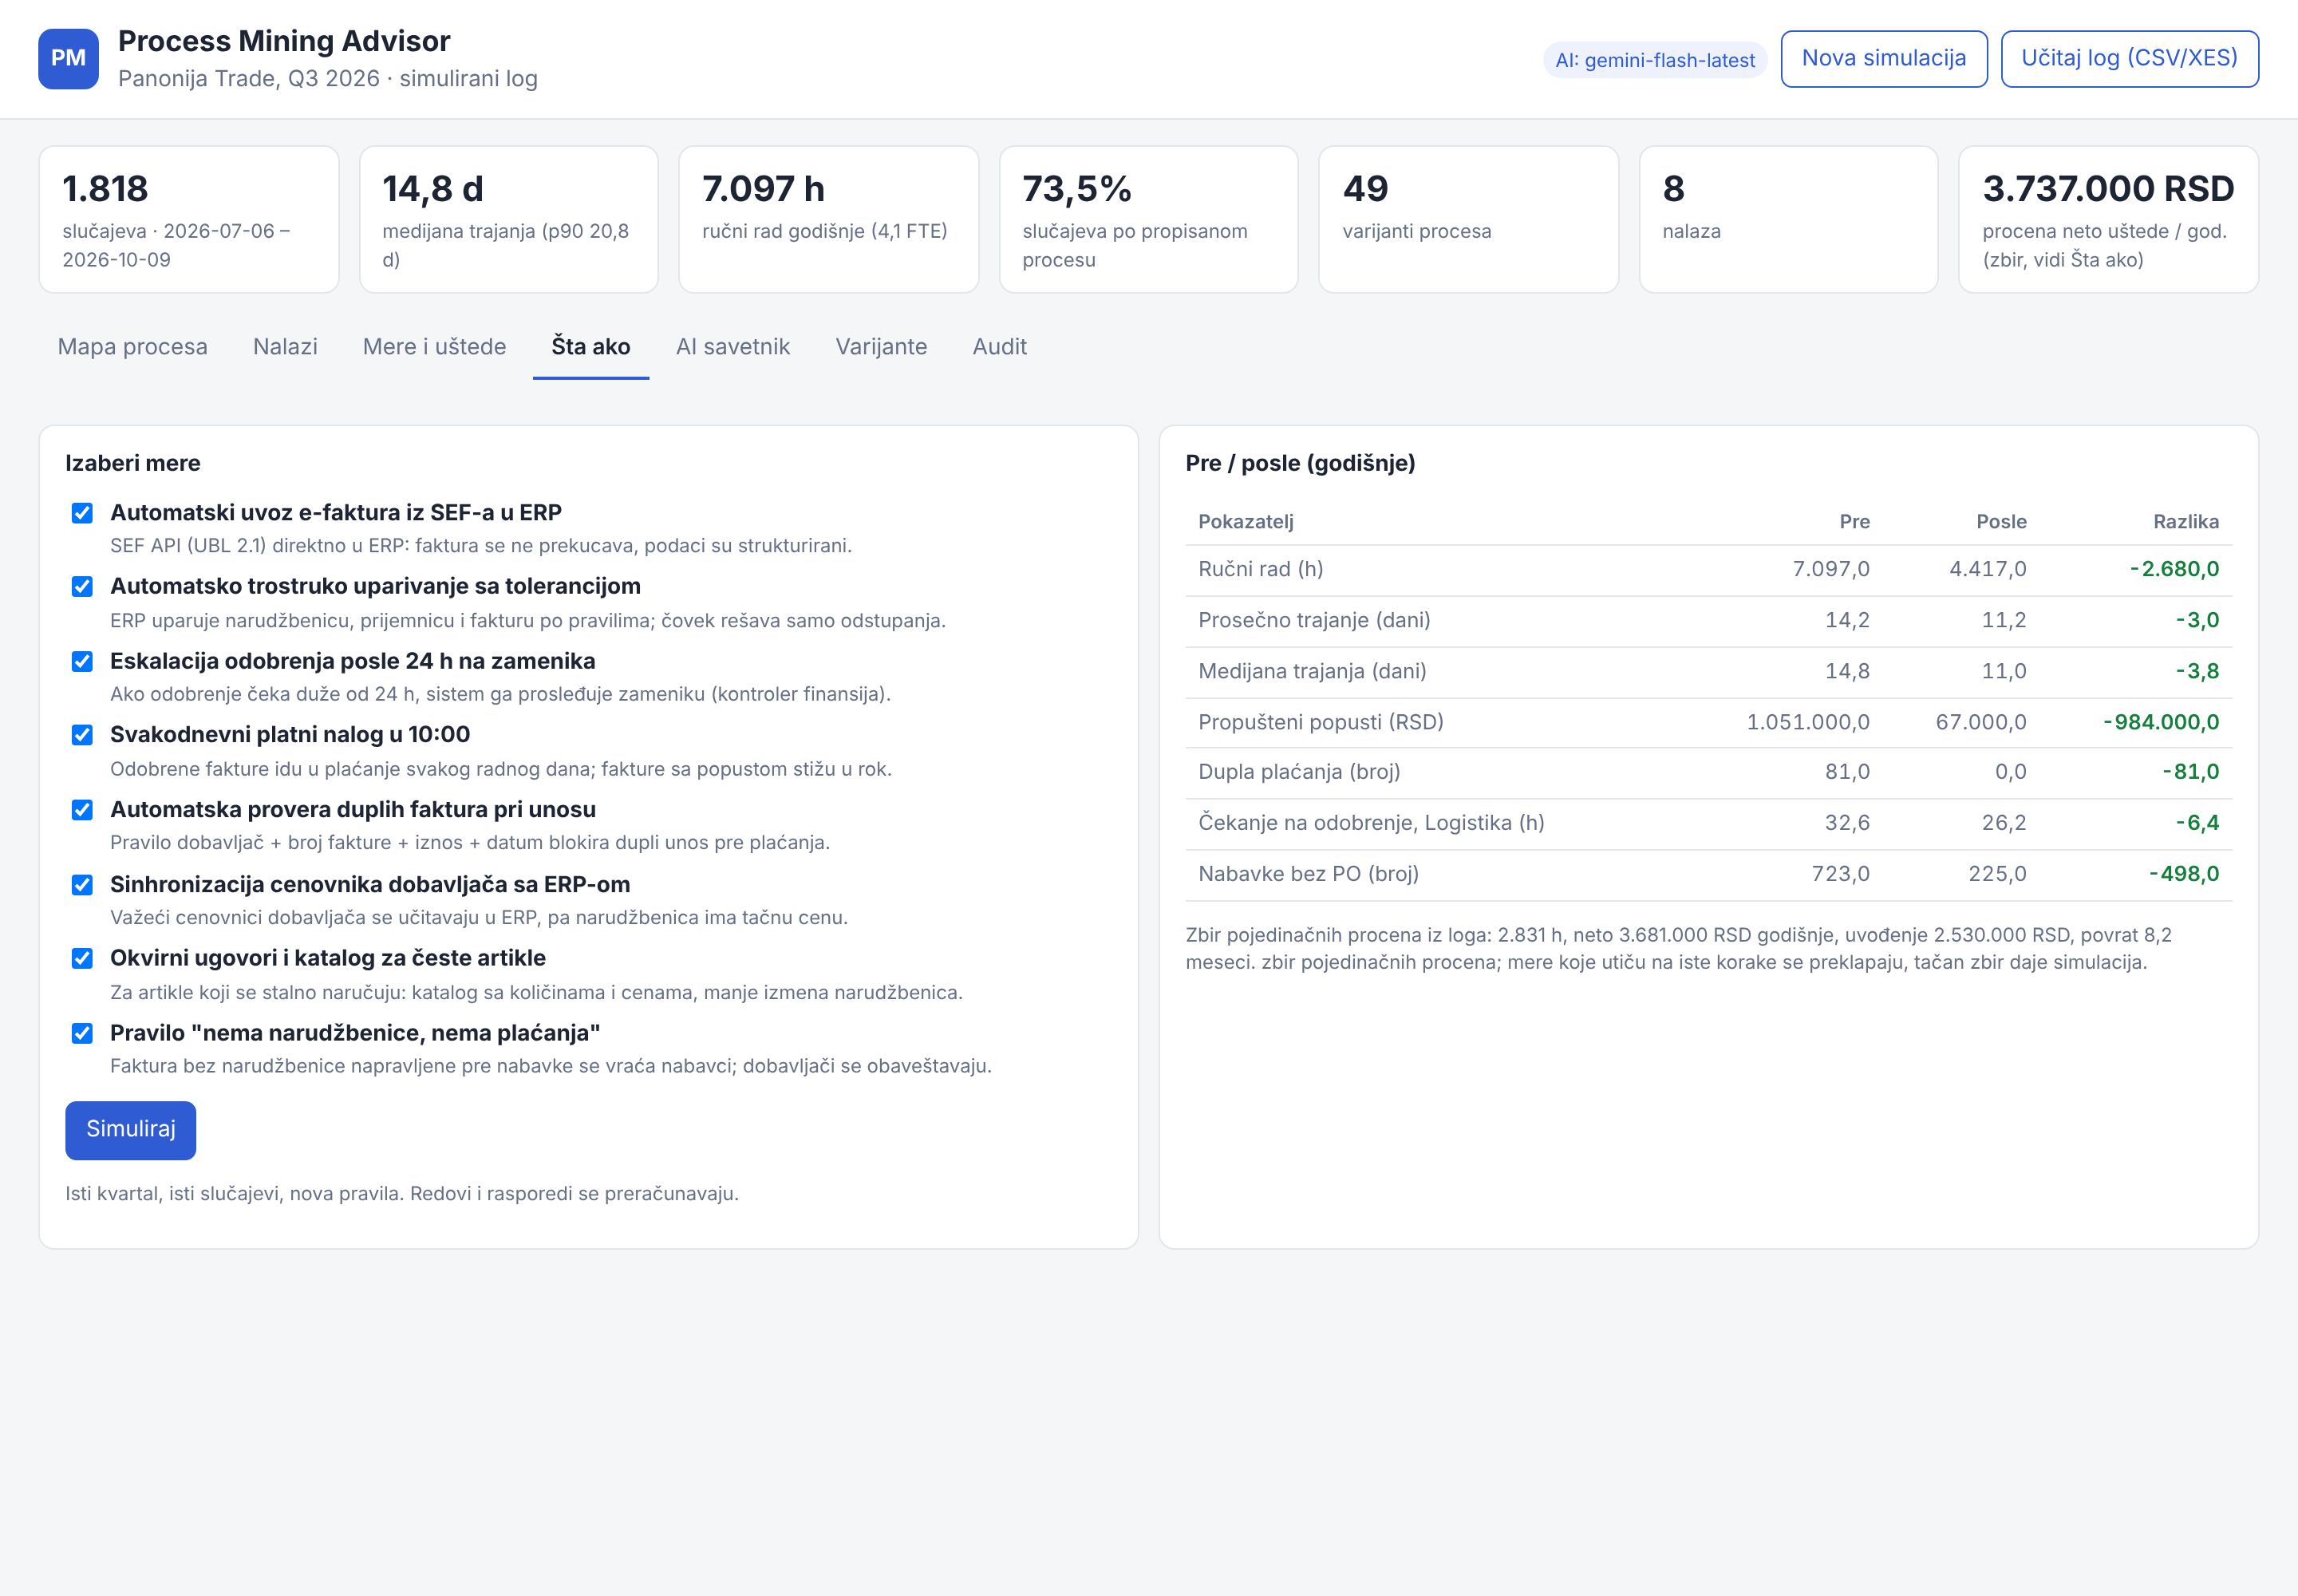 PM
Process Mining Advisor
Panonija Trade, Q3 2026 · simulirani log
AI: gemini-flash-latest
Nova simulacija
Učitaj log (CSV/XES)
1.818
slučajeva · 2026-07-06 –
2026-10-09
14,8 d
medijana trajanja (p90 20,8
d)
7.097 h
ručni rad godišnje (4,1 FTE)
73,5%
slučajeva po propisanom
procesu
49
varijanti procesa
8
nalaza
3.737.000 RSD
procena neto uštede / god.
(zbir, vidi Šta ako)
Mapa procesa
Nalazi
Mere i uštede
Šta ako
AI savetnik
Varijante
Audit
Izaberi mere
Automatski uvoz e-faktura iz SEF-a u ERP
SEF API (UBL 2.1) direktno u ERP: faktura se ne prekucava, podaci su strukturirani.
Automatsko trostruko uparivanje sa tolerancijom
ERP uparuje narudžbenicu, prijemnicu i fakturu po pravilima; čovek rešava samo odstupanja.
Eskalacija odobrenja posle 24 h na zamenika
Ako odobrenje čeka duže od 24 h, sistem ga prosleđuje zameniku (kontroler finansija).
Svakodnevni platni nalog u 10:00
Odobrene fakture idu u plaćanje svakog radnog dana; fakture sa popustom stižu u rok.
Automatska provera duplih faktura pri unosu
Pravilo dobavljač + broj fakture + iznos + datum blokira dupli unos pre plaćanja.
Sinhronizacija cenovnika dobavljača sa ERP-om
Važeći cenovnici dobavljača se učitavaju u ERP, pa narudžbenica ima tačnu cenu.
Okvirni ugovori i katalog za česte artikle
Za artikle koji se stalno naručuju: katalog sa količinama i cenama, manje izmena narudžbenica.
Pravilo "nema narudžbenice, nema plaćanja"
Faktura bez narudžbenice napravljene pre nabavke se vraća nabavci; dobavljači se obaveštavaju.
Simuliraj
Isti kvartal, isti slučajevi, nova pravila. Redovi i rasporedi se preračunavaju.
Pre / posle (godišnje)
Pokazatelj Pre Posle Razlika
Ručni rad (h) 7.097,0 4.417,0 -2.680,0
Prosečno trajanje (dani) 14,2 11,2 -3,0
Medijana trajanja (dani) 14,8 11,0 -3,8
Propušteni popusti (RSD) 1.051.000,0 67.000,0 -984.000,0
Dupla plaćanja (broj) 81,0 0,0 -81,0
Čekanje na odobrenje, Logistika (h) 32,6 26,2 -6,4
Nabavke bez PO (broj) 723,0 225,0 -498,0
Zbir pojedinačnih procena iz loga: 2.831 h, neto 3.681.000 RSD godišnje, uvođenje 2.530.000 RSD, povrat 8,2
meseci. zbir pojedinačnih procena; mere koje utiču na iste korake se preklapaju, tačan zbir daje simulacija.